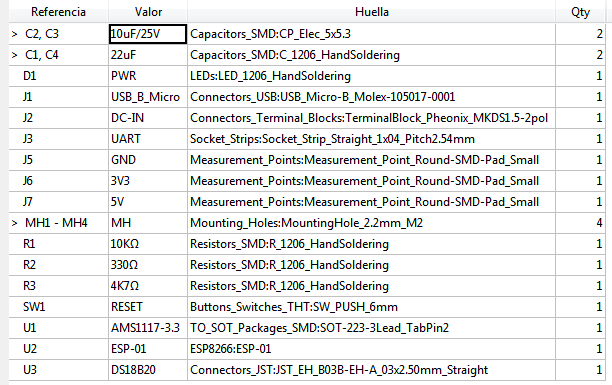 Referencia Valor Huella Qty
> C2, C3 10uF/25V Capacitors_SMD:CP_Elec_5x5.3 2
> C1, C4 22uF Capacitors_SMD:C_1206_HandSoldering 2
D1 PWR LEDs:LED_1206_HandSoldering 1
J1 USB_B_Micro Connectors_USB:USB_Micro-B_Molex-105017-0001 1
J2 DC-IN Connectors_Terminal_Blocks:TerminalBlock_Pheonix_MKDS1.5-2pol 1
J3 UART Socket_Strips:Socket_Strip_Straight_1x04_Pitch2.54mm 1
J5 GND Measurement_Points:Measurement_Point_Round-SMD-Pad_Small 1
J6 3V3 Measurement_Points:Measurement_Point_Round-SMD-Pad_Small 1
J7 5V Measurement_Points:Measurement_Point_Round-SMD-Pad_Small 1
> MH1 - MH4 MH Mounting_Holes:MountingHole_2.2mm_M2 4
R1 10KΩ Resistors_SMD:R_1206_HandSoldering 1
R2 330Ω Resistors_SMD:R_1206_HandSoldering 1
R3 4K7Ω Resistors_SMD:R_1206_HandSoldering 1
SW1 RESET Buttons_Switches_THT:SW_PUSH_6mm 1
U1 AMS1117-3.3 TO_SOT_Packages_SMD:SOT-223-3Lead_TabPin2 1
U2 ESP-01 ESP8266:ESP-01 1
U3 DS18B20 Connectors_JST:JST_EH_B03B-EH-A_03x2.50mm_Straight 1